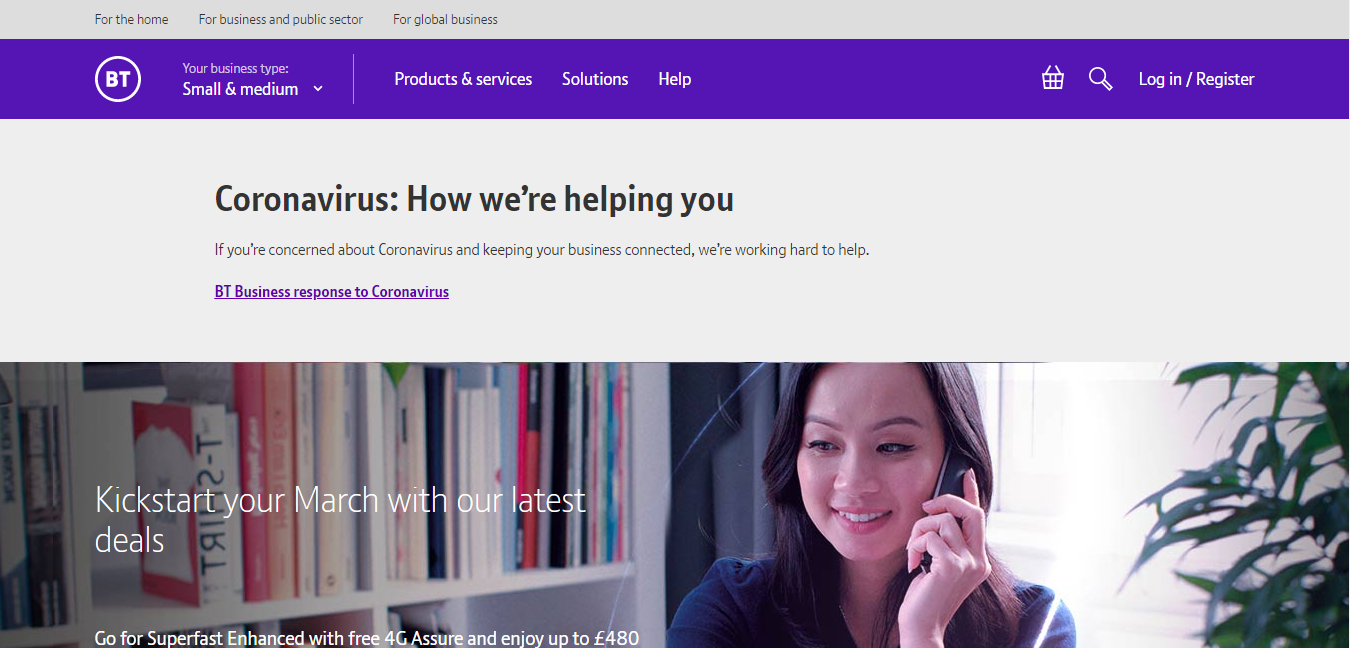 For the home For business and public sector For global business
BT
Your business type:
Small & medium
Products & services Solutions Help Log in / Register
Coronavirus: How we’re helping you
If you’re concerned about Coronavirus and keeping your business connected, we’re working hard to help.
BT Business response to Coronavirus
T-SHIRT
Kickstart your March with our latest
deals
Go for Superfast Enhanced with free 4G Assure and enjoy up to £480